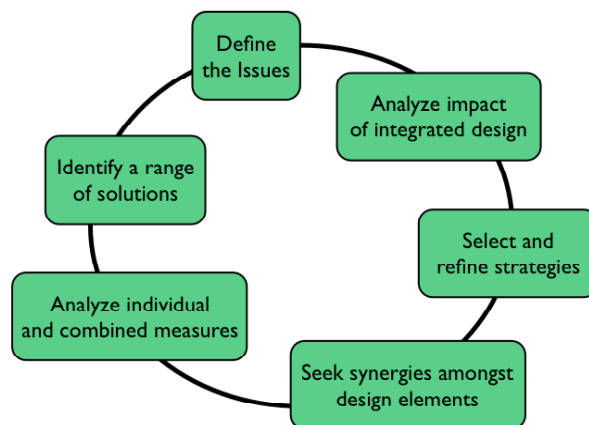 Define
the Issues
Analyze impact
of integrated design
Identify a range
of solutions
Select and
refine strategies
Analyze individual
and combined measures
Seek synergies amongst
design elements